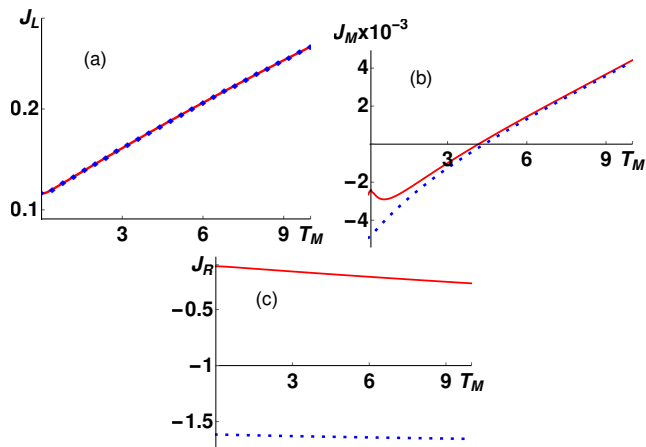 J_L
(a)
0.2
0.1
3 6 9 T_M
J_M x10^-3
(b)
4
2
3 6 9 T_M
−2
−4
J_R
(c)
−0.5
−1
3 6 9 T_M
−1.5